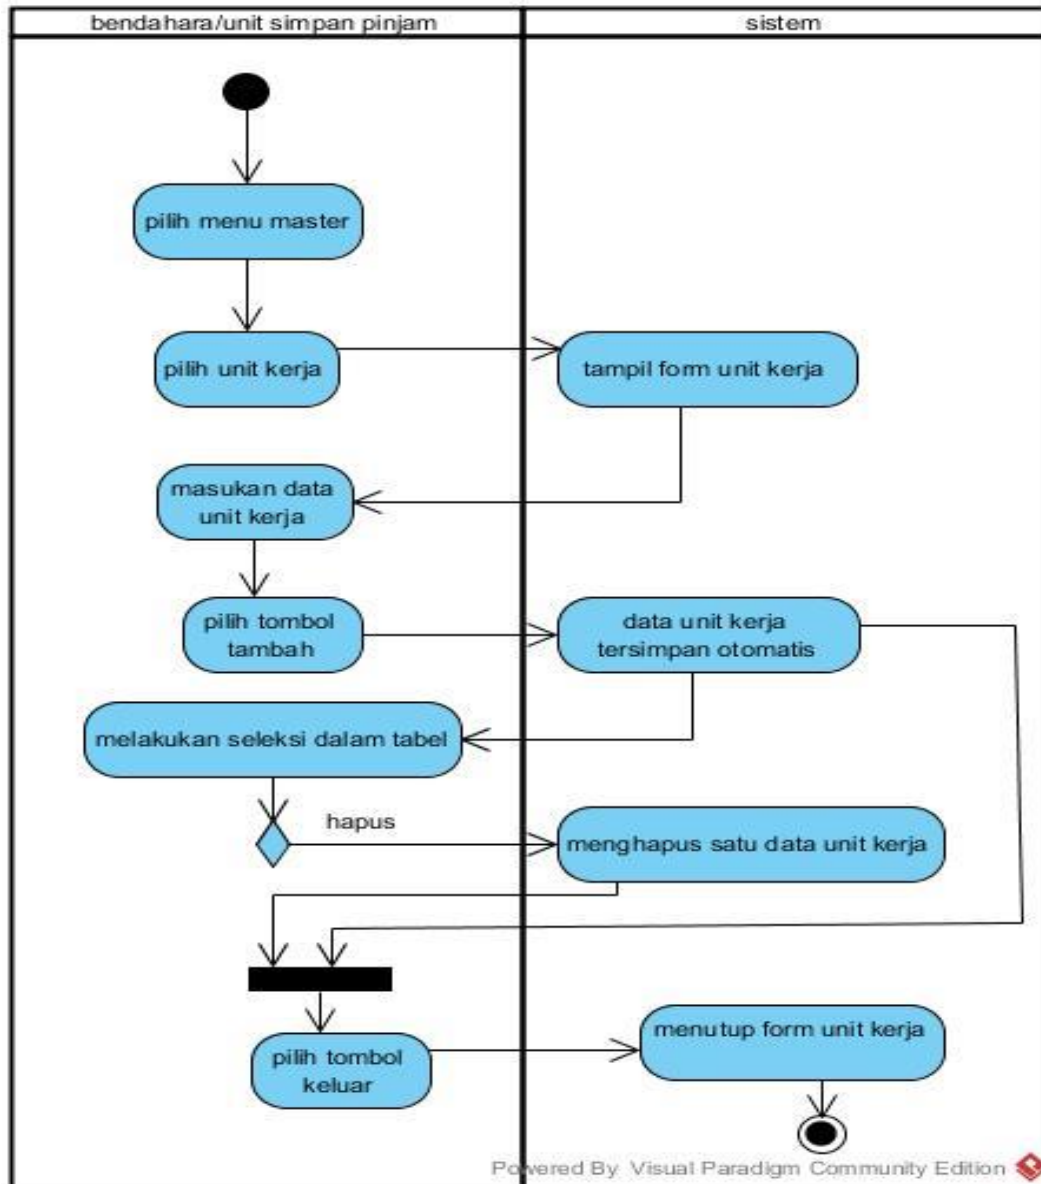 bendahara/unit simpan pinjam
sistem
pilih menu master
pilih unit kerja
tampil form unit kerja
masukan data
unit kerja
pilih tombol
tambah
data unit kerja
tersimpan otomatis
melakukan seleksi dalam tabel
hapus
menghapus satu data unit kerja
pilih tombol
keluar
menutup form unit kerja
Powered By Visual Paradigm Community Edition